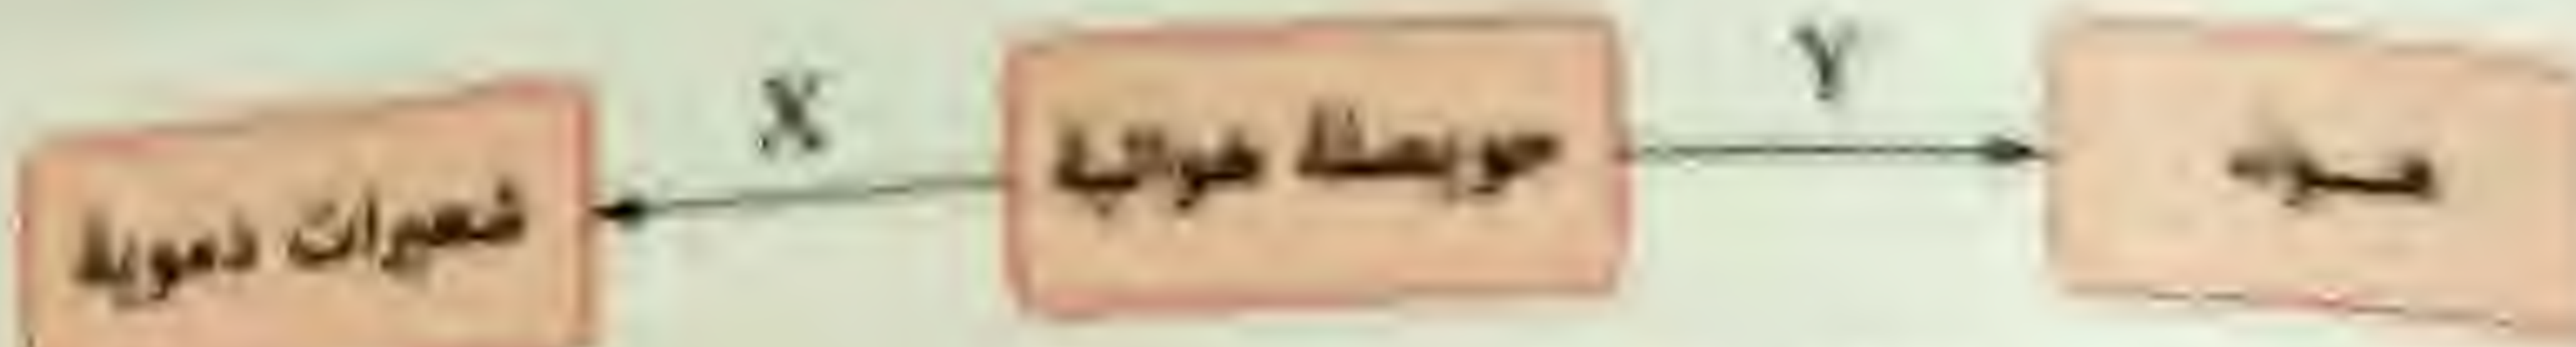 هواء
Y
حويصلة هوائية
X
شعيرات دموية